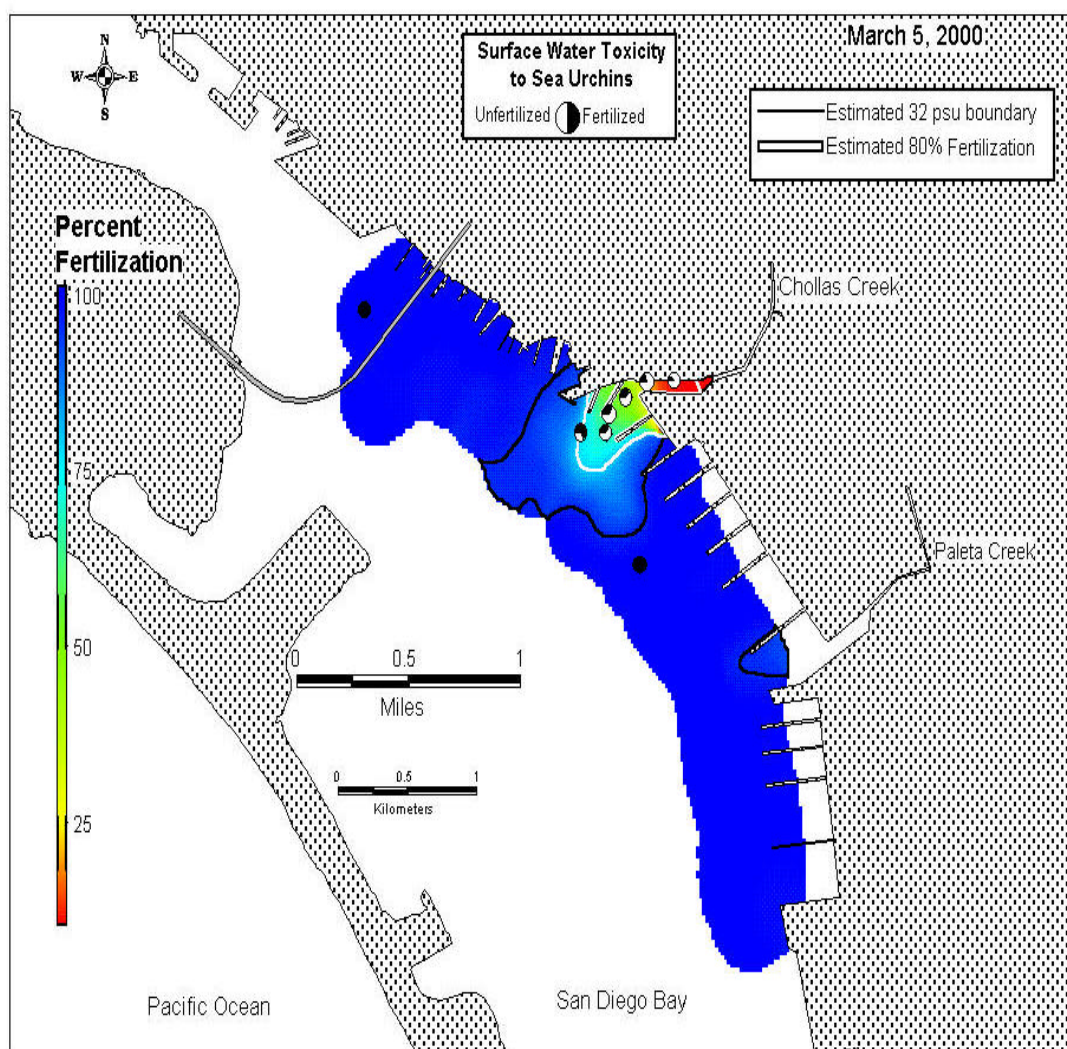 March 5, 2000
N
W E
S
Surface Water Toxicity
to Sea Urchins
Unfertilized Fertilized
Estimated 32 psu boundary
Estimated 80% Fertilization
Percent
Fertilization
100
75
50
25
Chollas Creek
Paleta Creek
0 0.5 1
Miles
0 0.5 1
Kilometers
Pacific Ocean
San Diego Bay